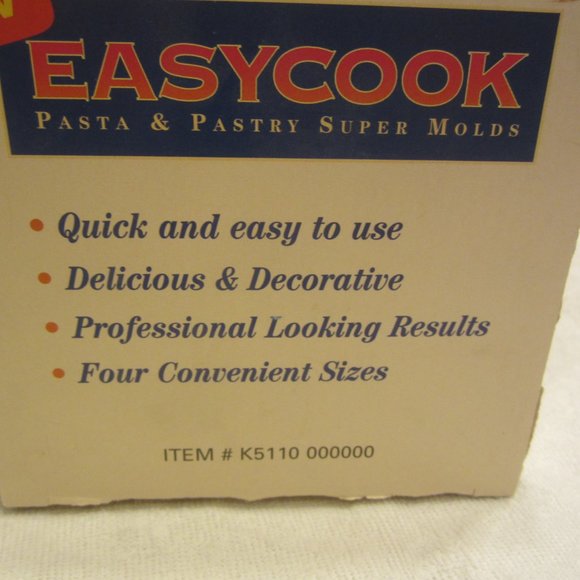 EASYCOOK
PASTA & PASTRY SUPER MOLDS
• Quick and easy to use
• Delicious & Decorative
• Professional Looking Results
• Four Convenient Sizes
ITEM # K5110 000000